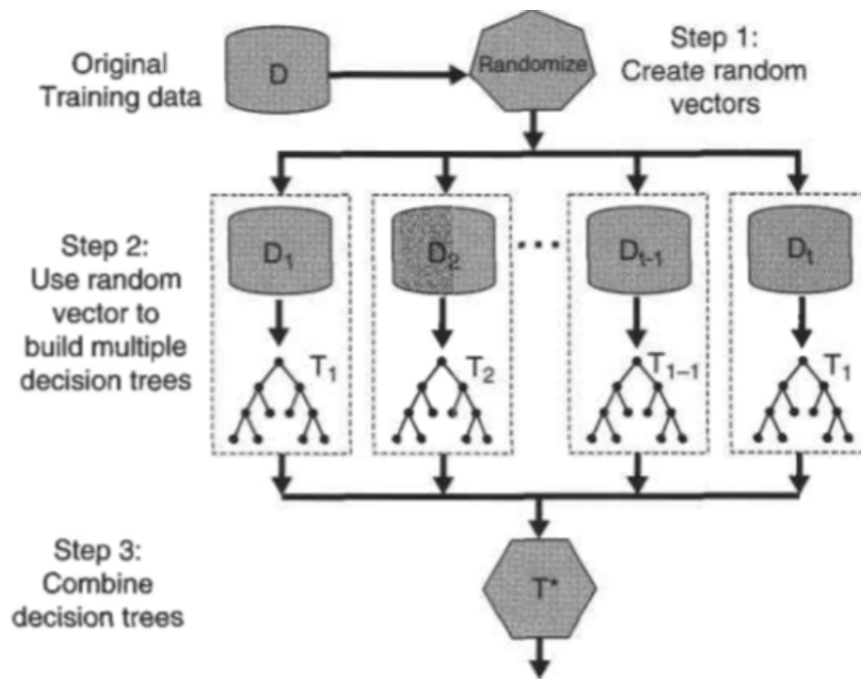 Original
Training data
D
Randomize
Step 1:
Create random
vectors
Step 2:
Use random
vector to
build multiple
decision trees
D1
D2
Dt-1
Dt
T1
T2
T1–1
T1
Step 3:
Combine
decision trees
T*